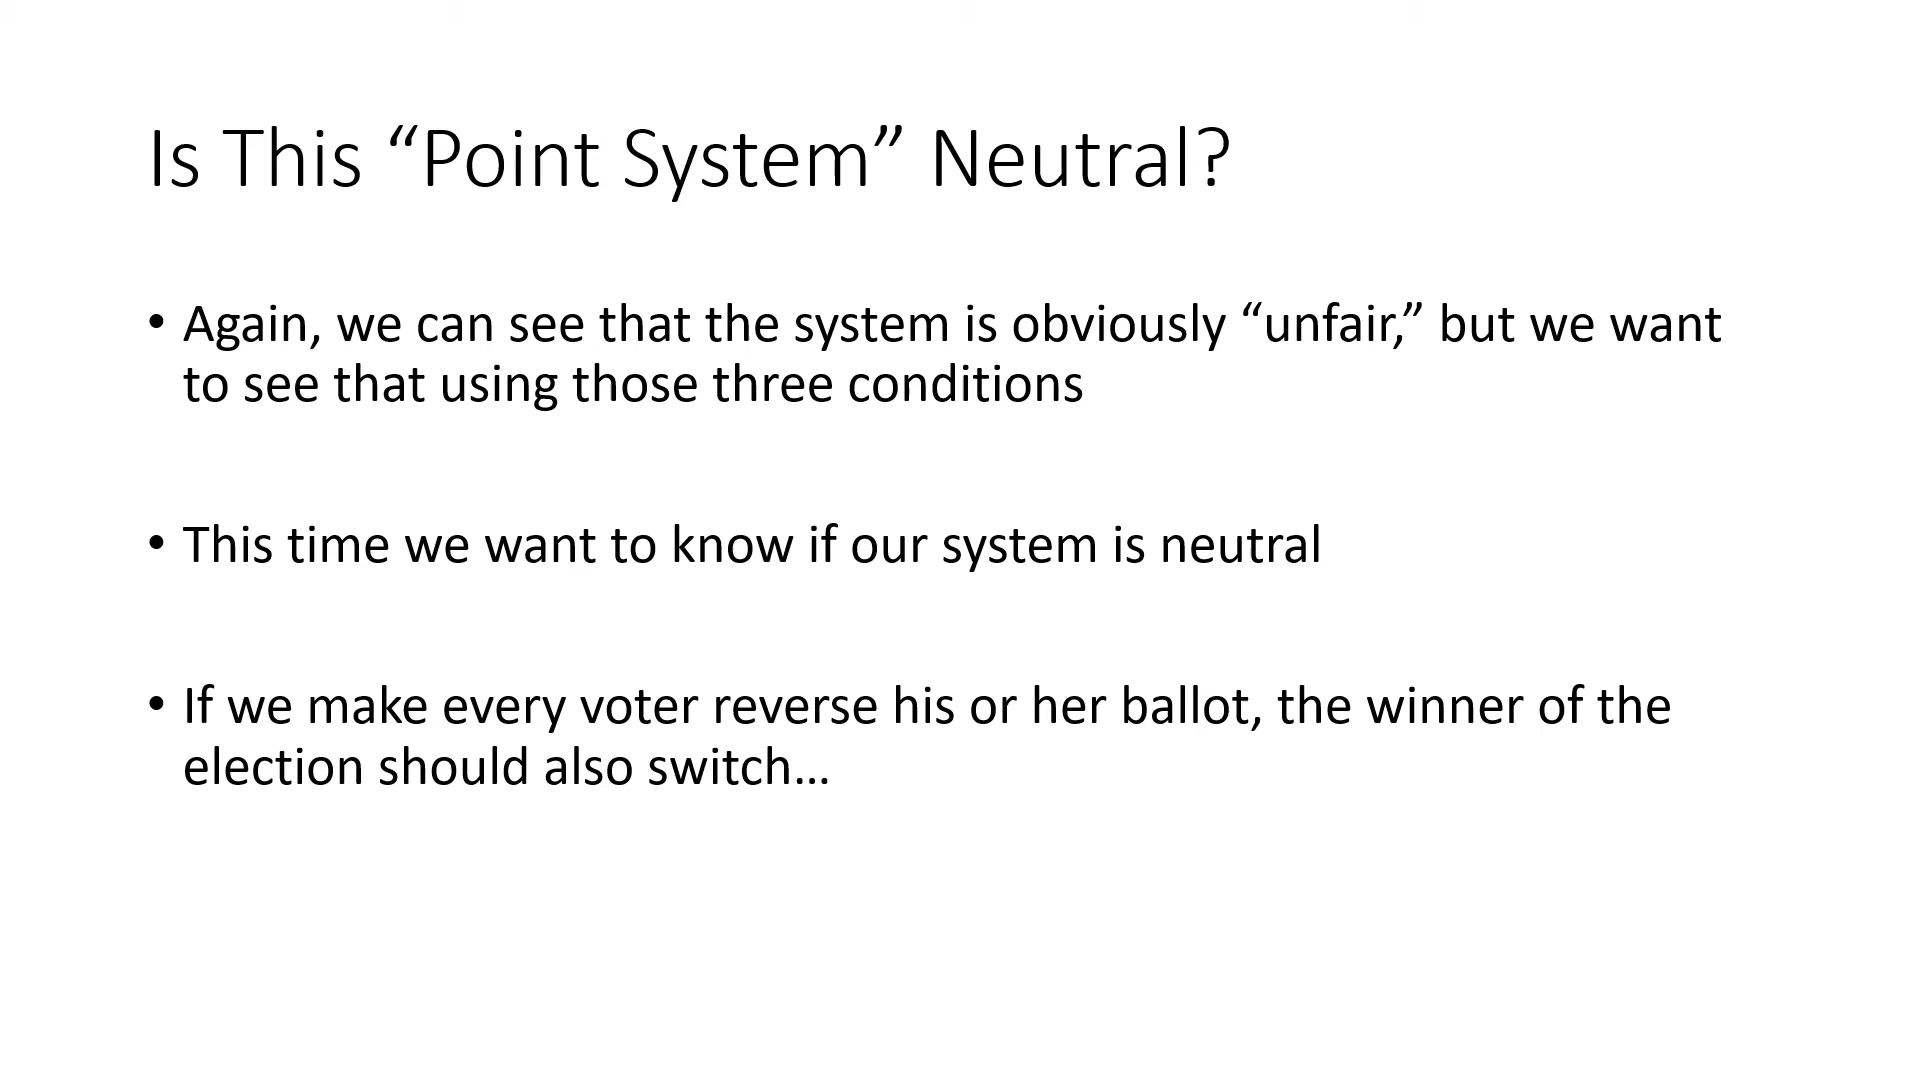 Is This “Point System” Neutral?
• Again, we can see that the system is obviously “unfair,” but we want
to see that using those three conditions
• This time we want to know if our system is neutral
• If we make every voter reverse his or her ballot, the winner of the
election should also switch…